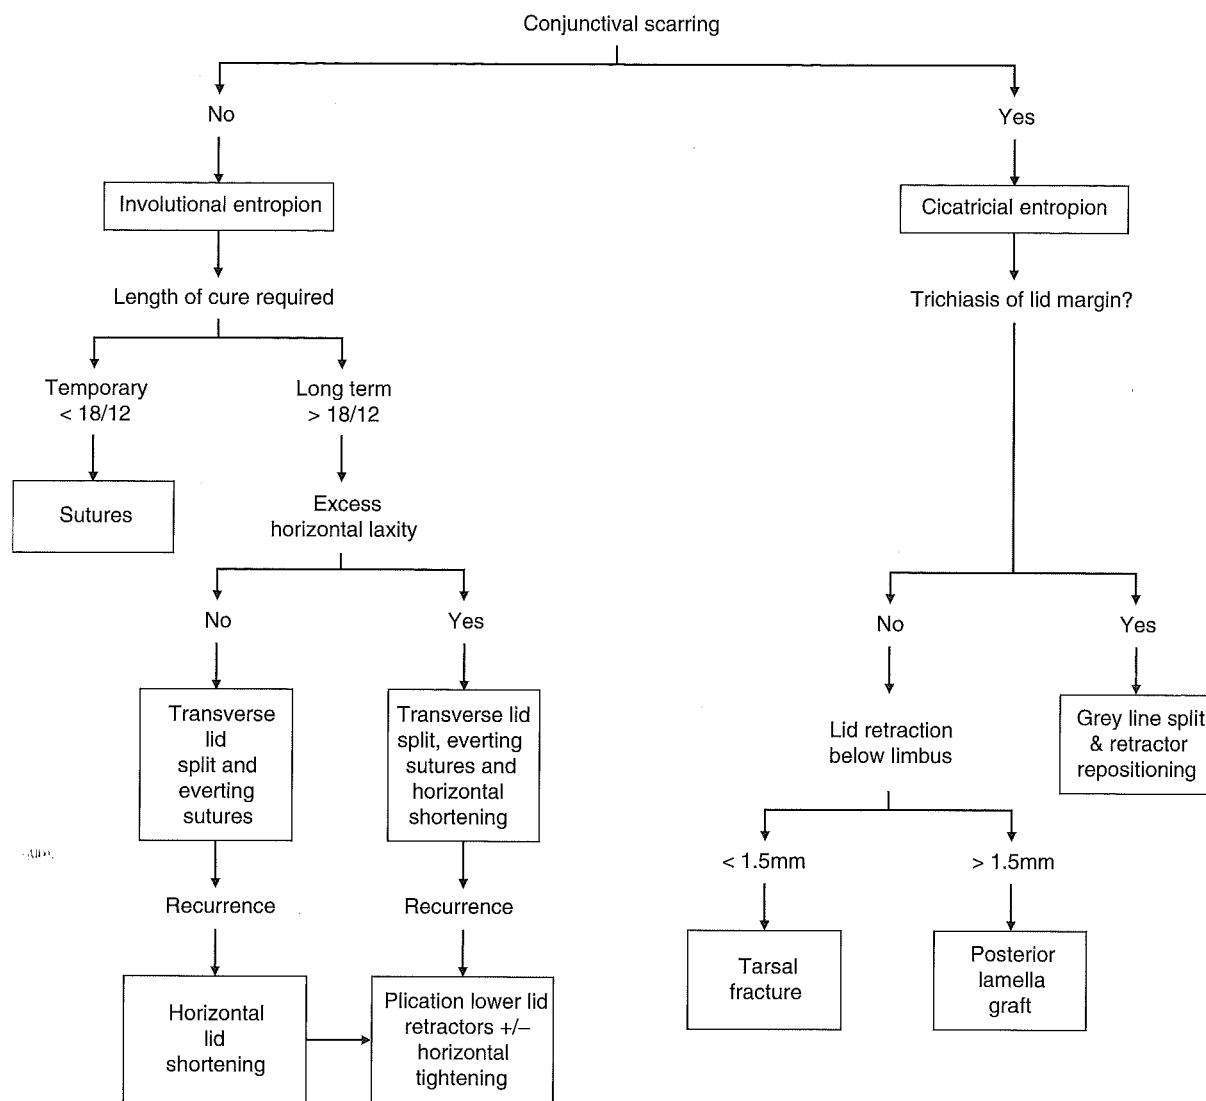 Conjunctival scarring
No
Yes
Involutional entropion
Cicatricial entropion
Length of cure required
Trichiasis of lid margin?
Temporary
< 18/12
Long term
> 18/12
Sutures
Excess
horizontal laxity
No
Yes
No
Yes
Transverse
lid
split and
everting
sutures
Transverse lid
split, everting
sutures and
horizontal
shortening
Lid retraction
below limbus
Grey line split
& retractor
repositioning
< 1.5mm
> 1.5mm
Recurrence
Recurrence
Tarsal
fracture
Posterior
lamella
graft
Horizontal
lid
shortening
Plication lower lid
retractors +/–
horizontal
tightening